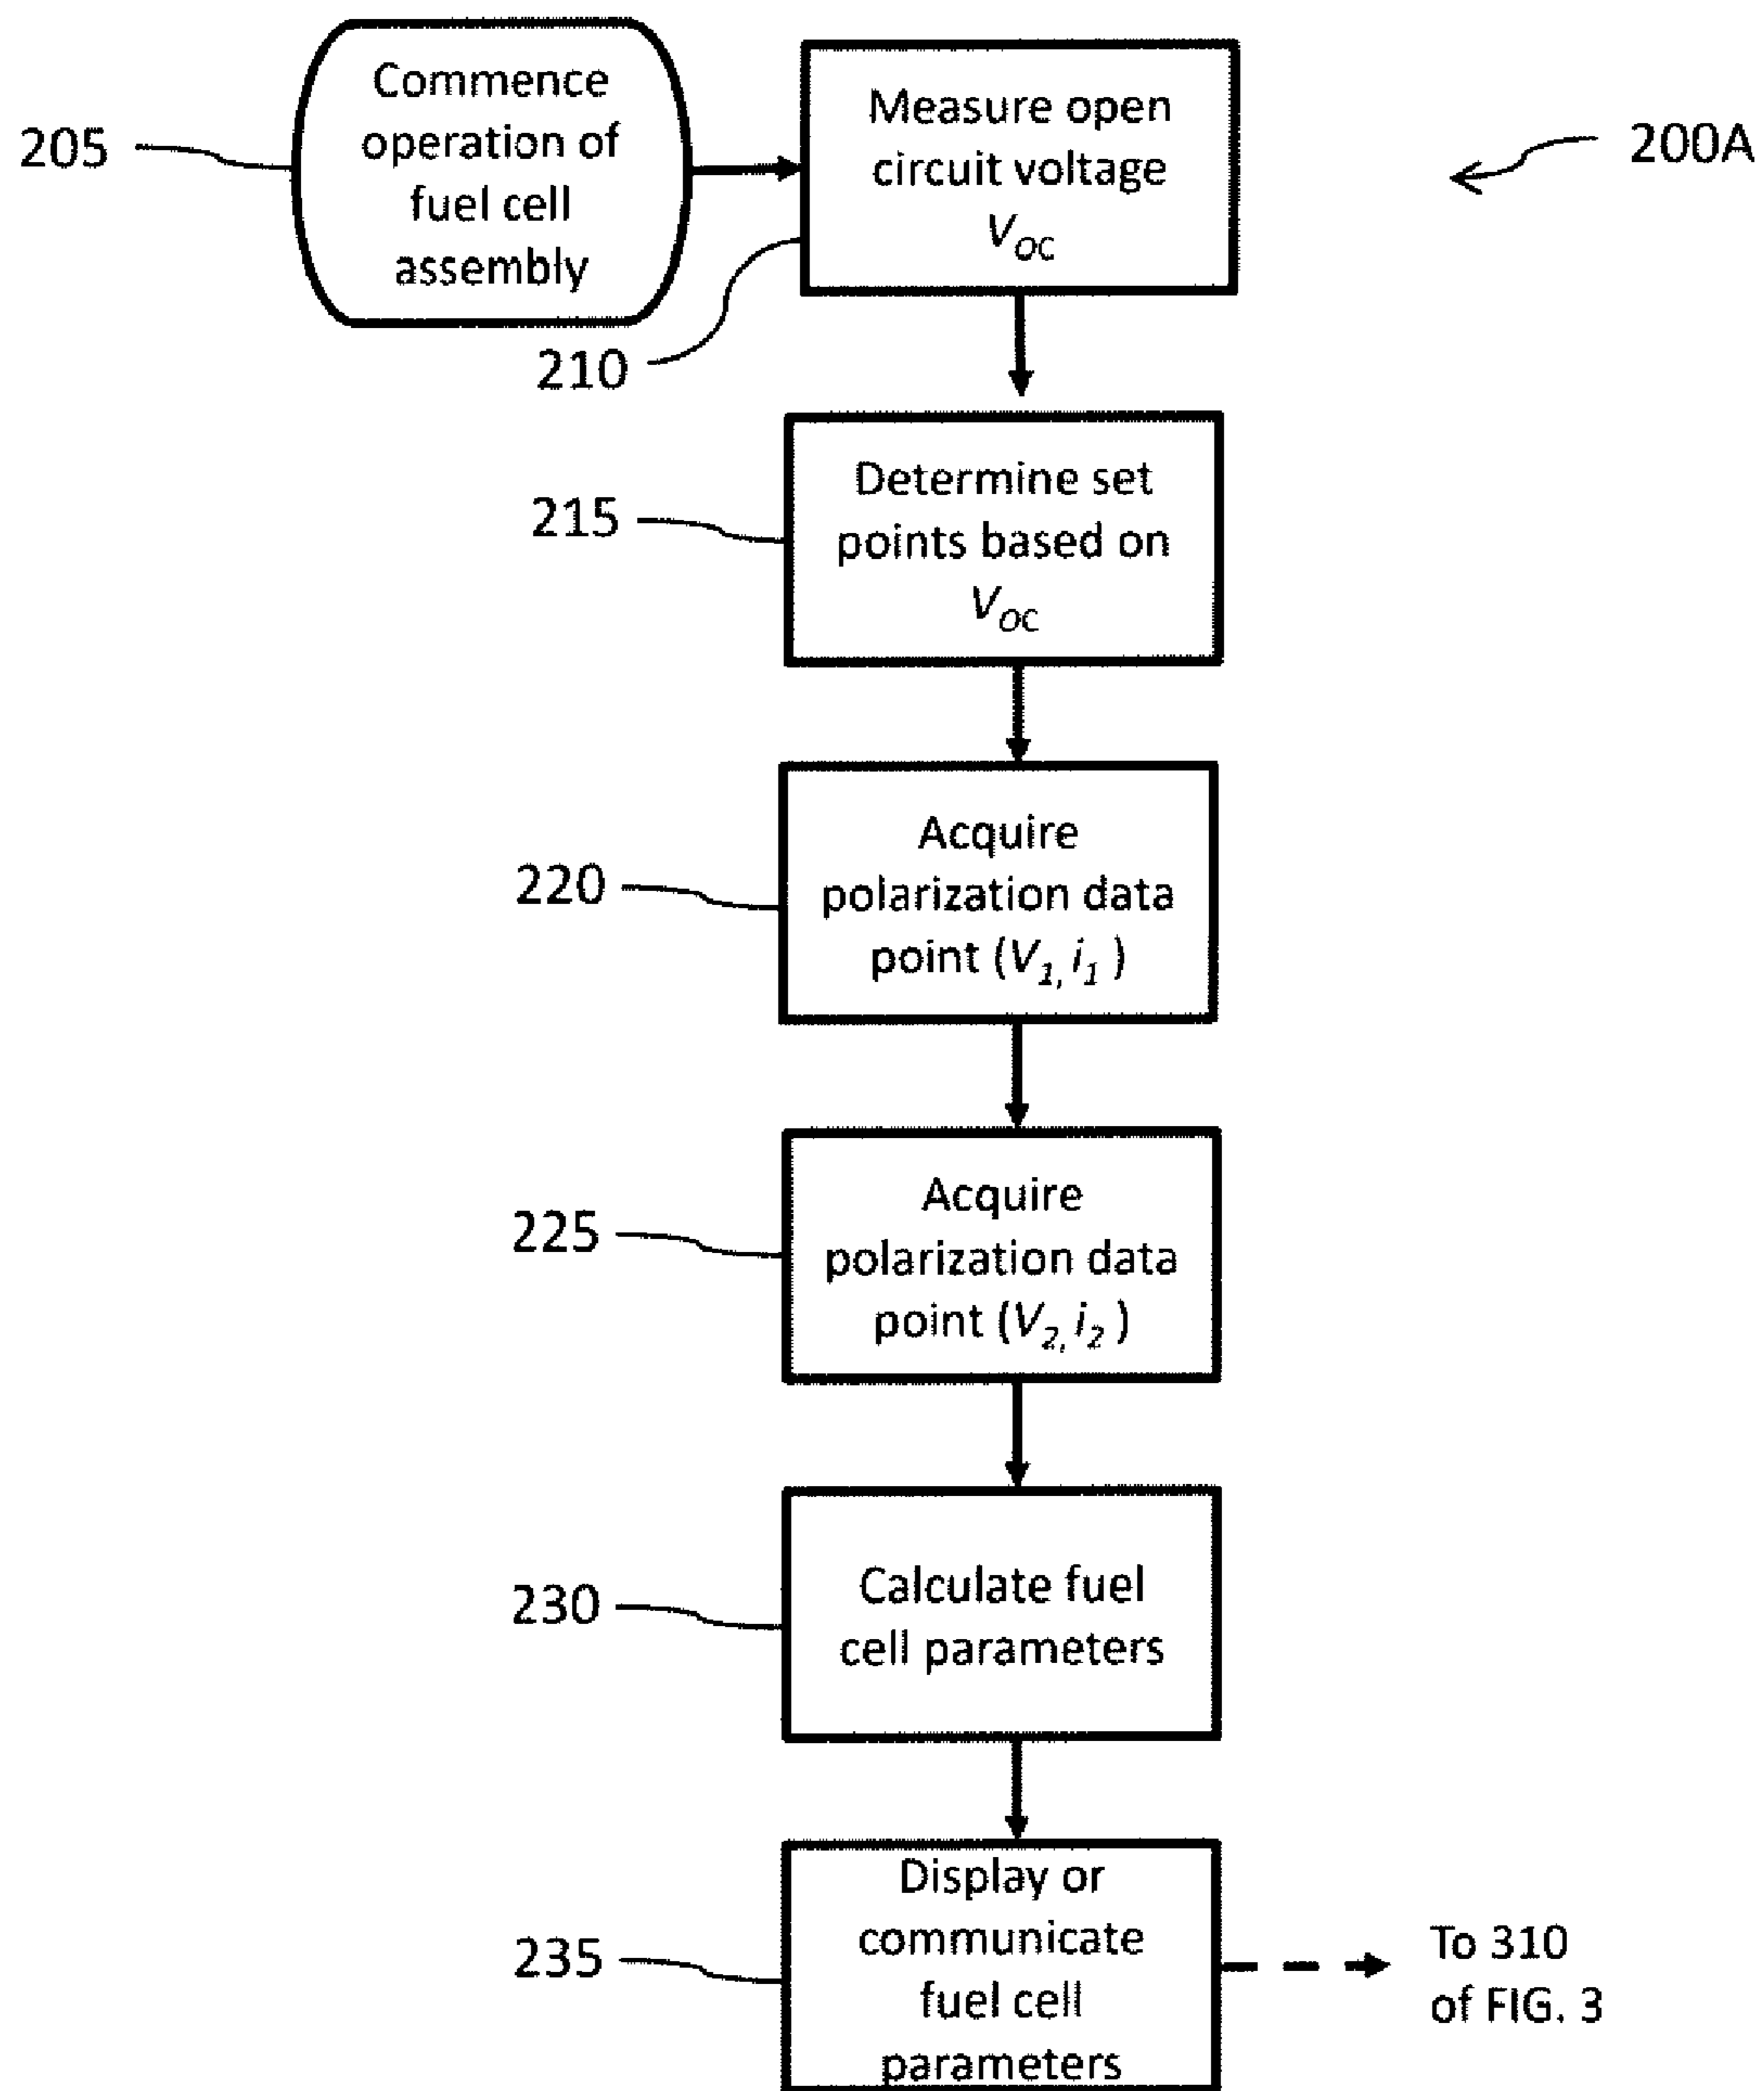 205
Commence
operation of
fuel cell
assembly
Measure open
circuit voltage
V_OC
200A
210
215
Determine set
points based on
V_OC
220
Acquire
polarization data
point (V_1, i_1 )
225
Acquire
polarization data
point (V_2, i_2 )
230
Calculate fuel
cell parameters
235
Display or
communicate
fuel cell
parameters
To 310
of FIG. 3